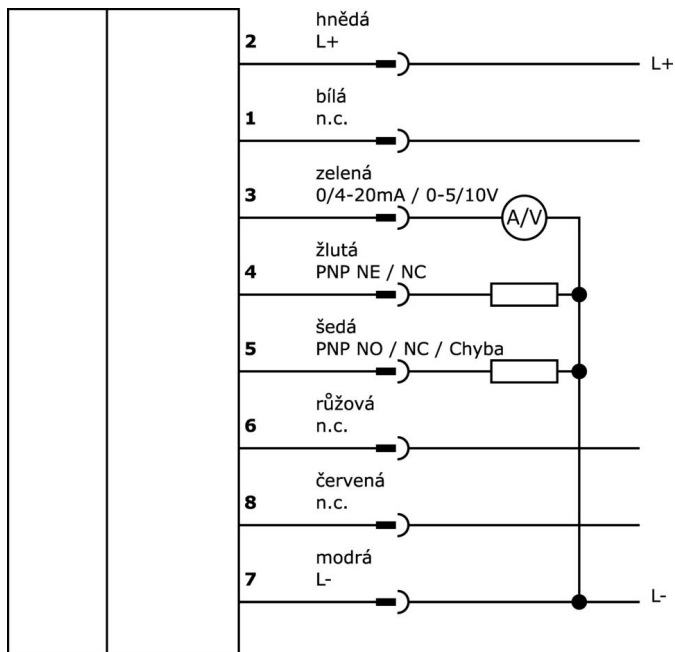 hnědá
2 L+
L+
bílá
1 n.c.
zelená
3 0/4-20mA / 0-5/10V
A/V
žlutá
4 PNP NE / NC
šedá
5 PNP NO / NC / Chyba
růžová
6 n.c.
červená
8 n.c.
modrá
7 L-
L-